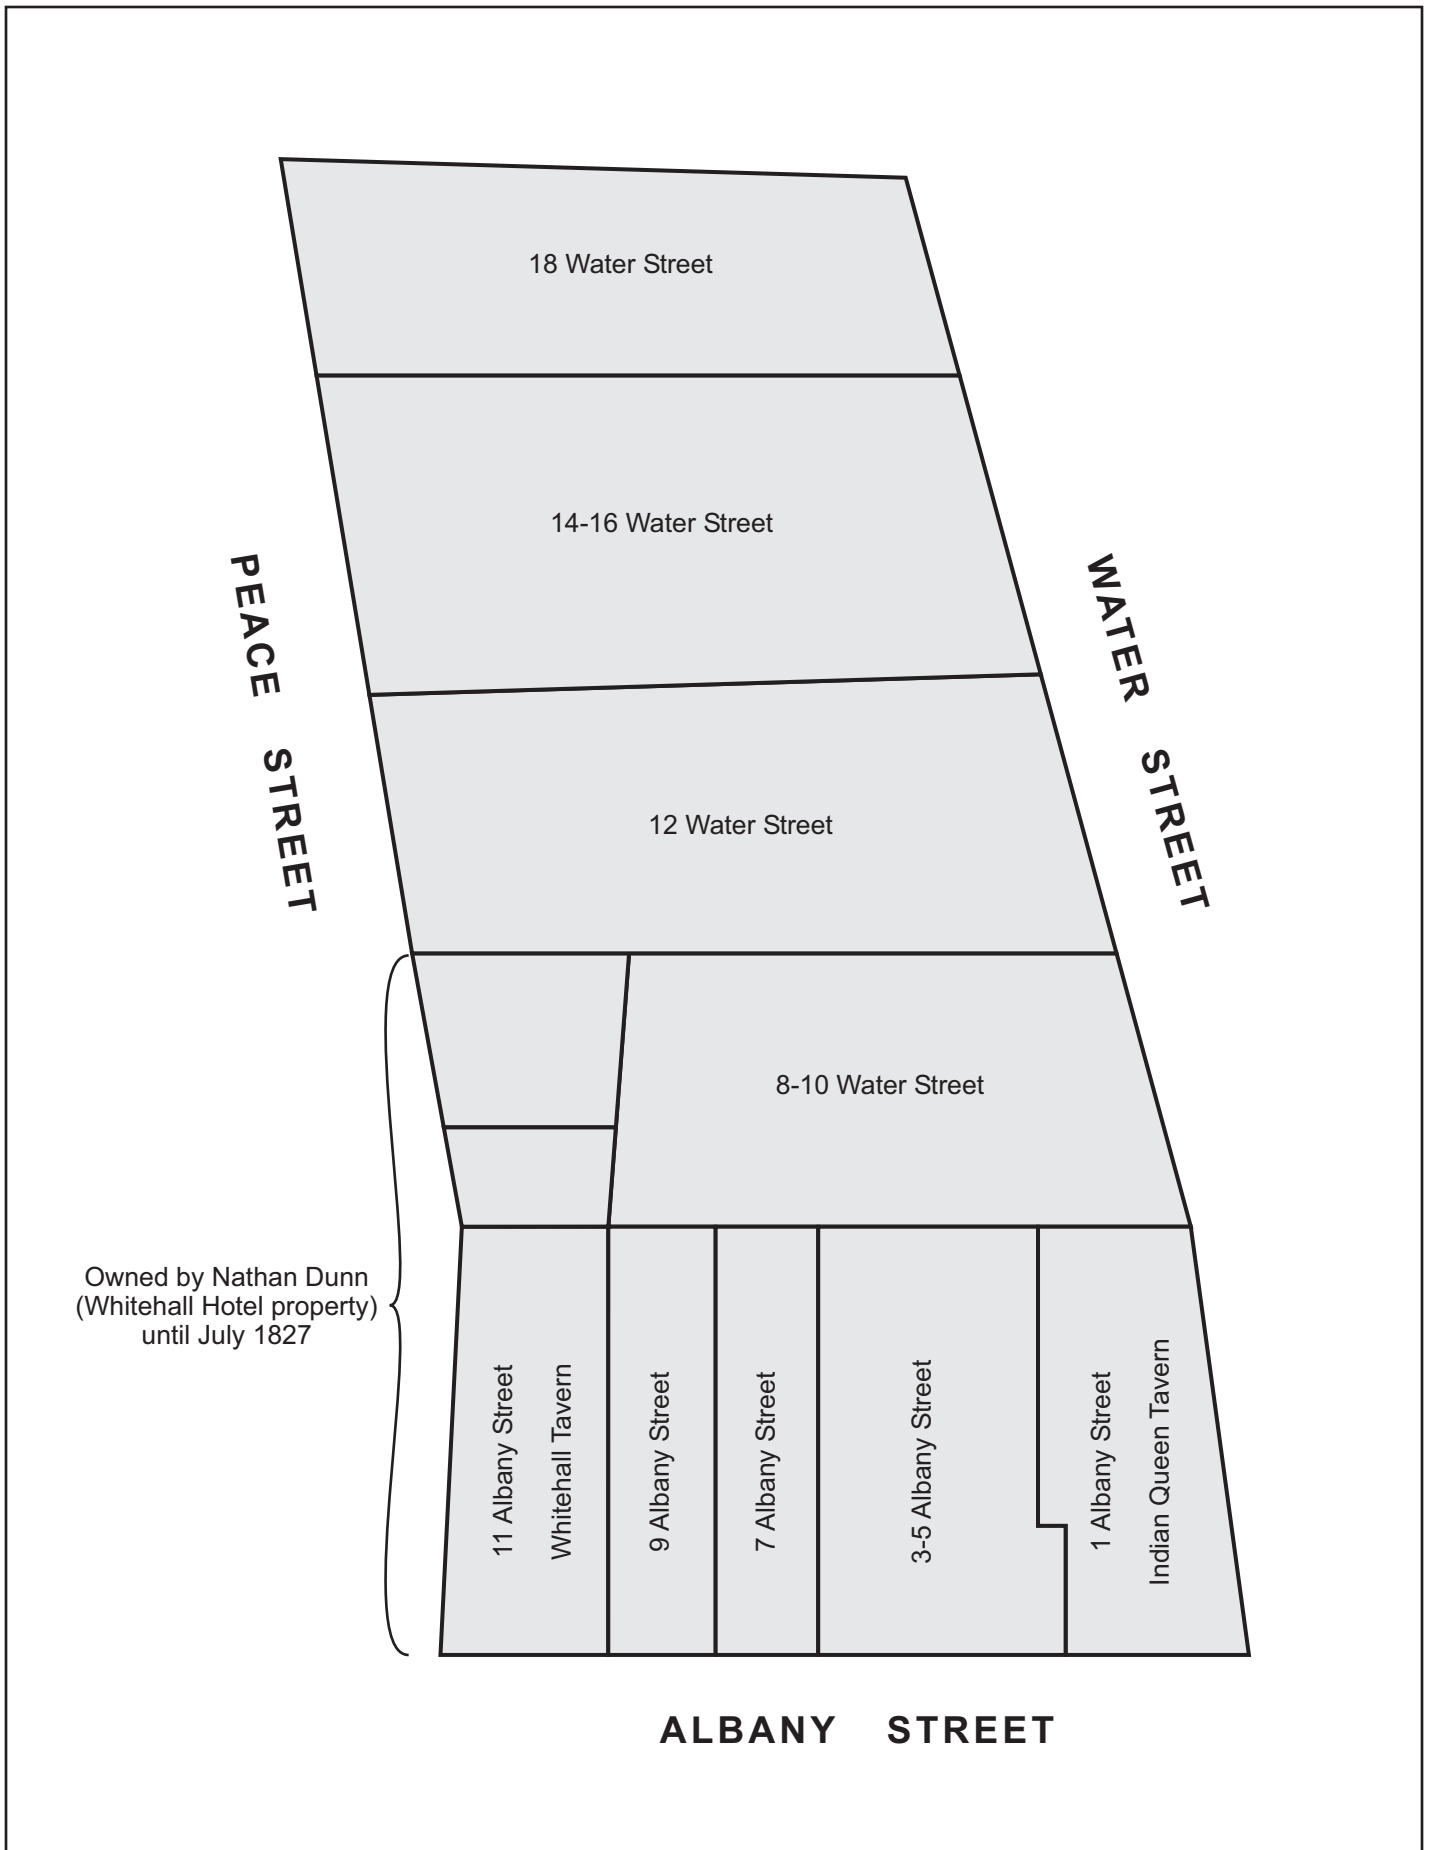 18 Water Street
14-16 Water Street
PEACE STREET
WATER STREET
12 Water Street
8-10 Water Street
Owned by Nathan Dunn
(Whitehall Hotel property)
until July 1827
11 Albany Street
Whitehall Tavern
9 Albany Street
7 Albany Street
3-5 Albany Street
1 Albany Street
Indian Queen Tavern
ALBANY STREET